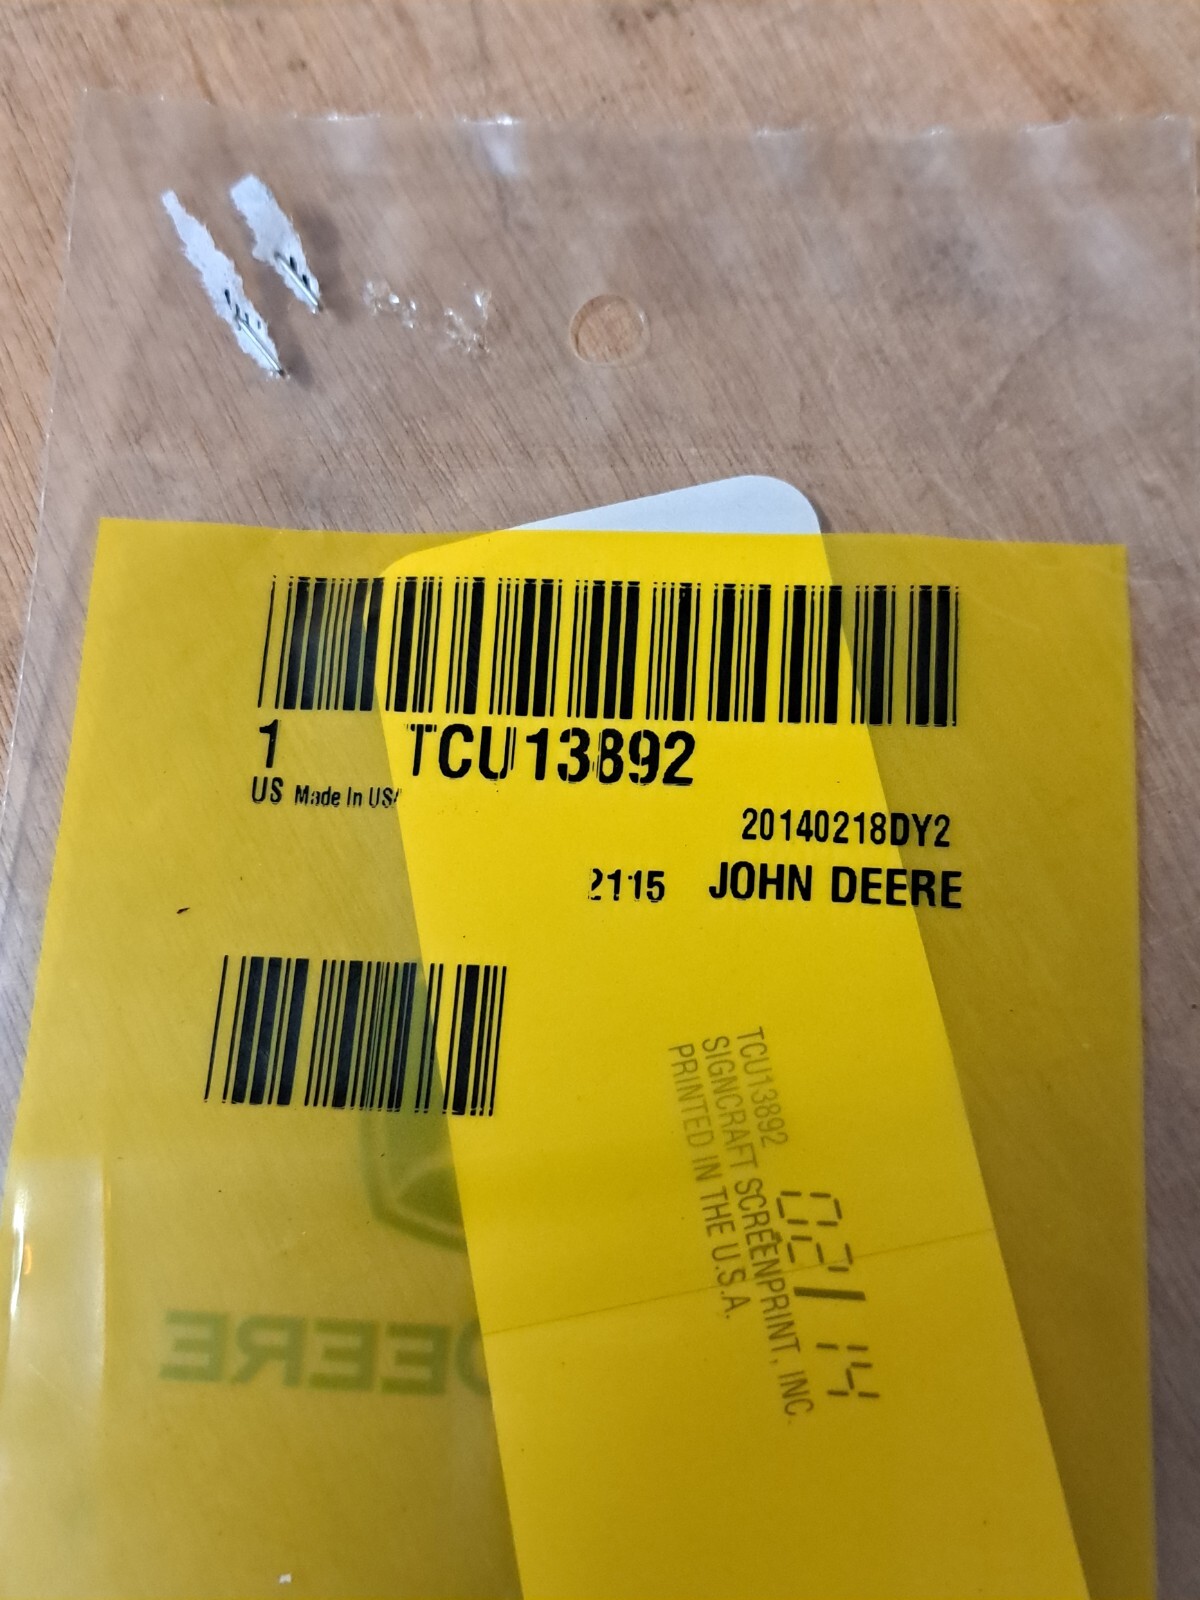 1 TCU13892
US Made In USA
20140218DY2
2115 JOHN DEERE
TCU13892
SIGNCRAFT SCREENPRINT, INC.
PRINTED IN THE U.S.A.
02 14
DEERE